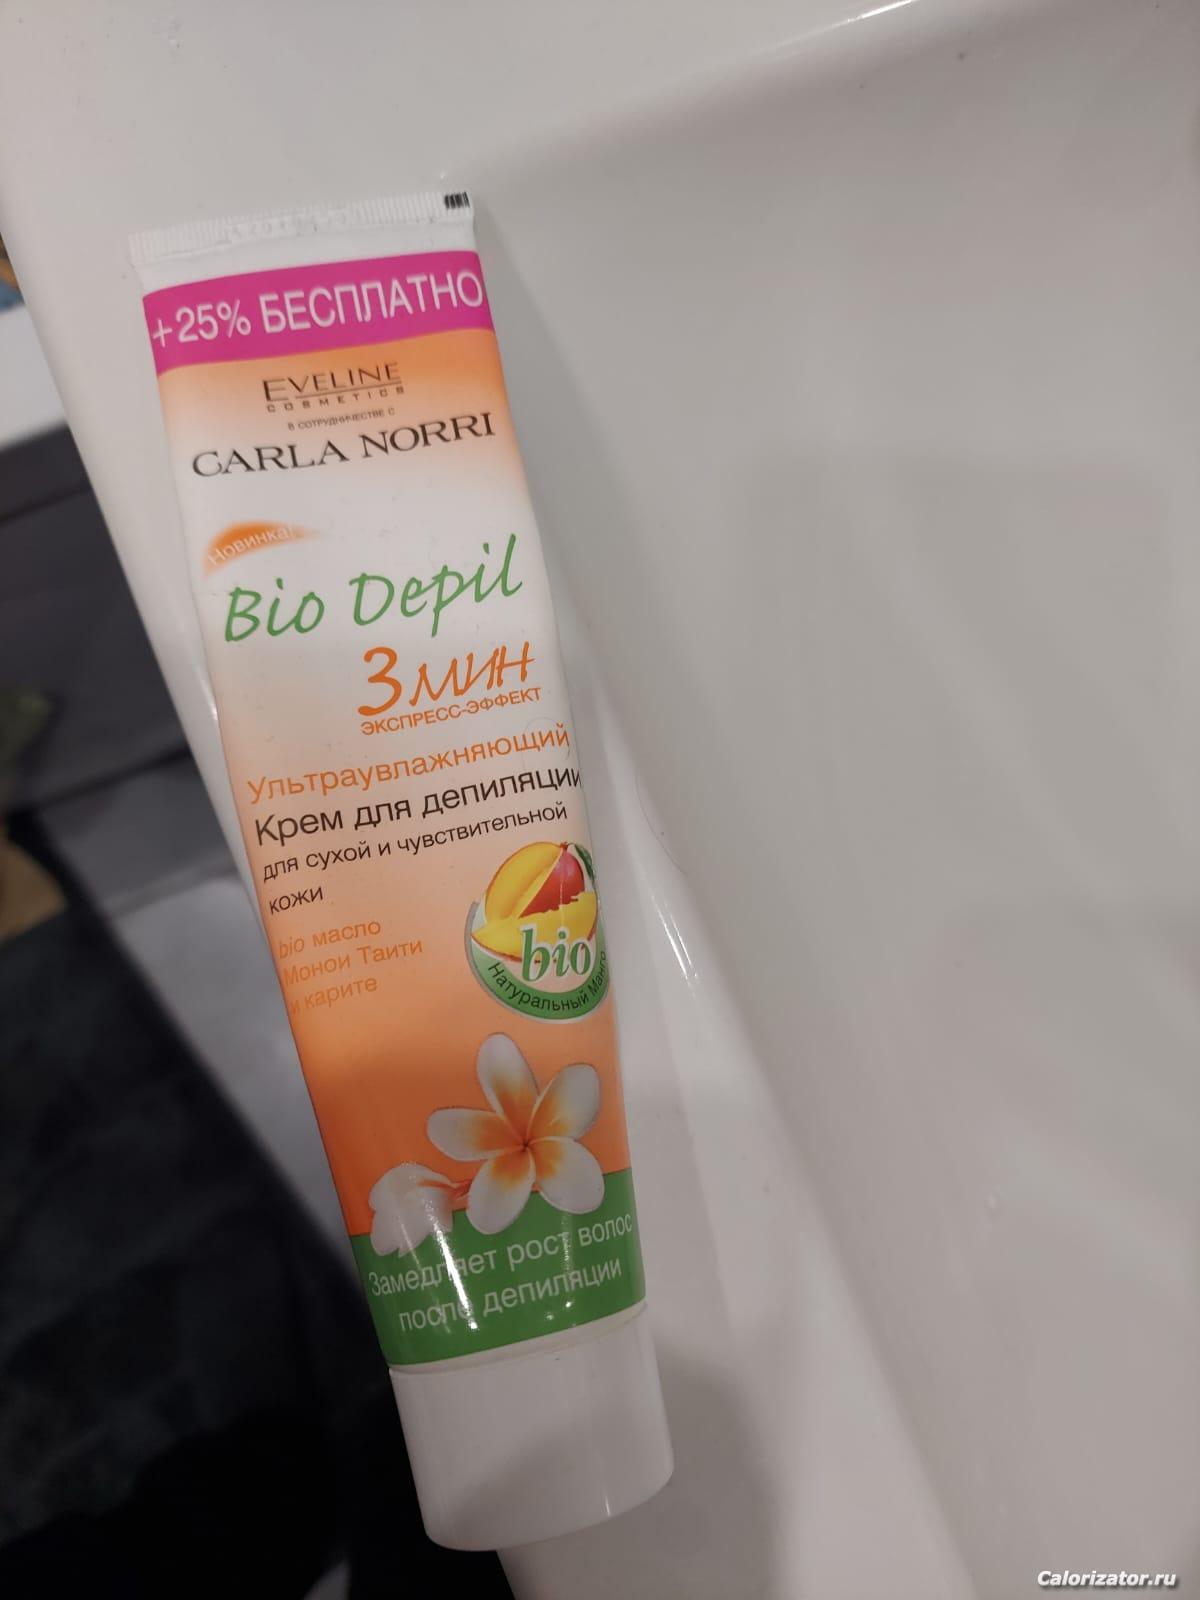 +25% БЕСПЛАТНО
EVELINE
COSMETICS
В СОТРУДНИЧЕСТВЕ С
CARLA NORRI
Новинка!
Bio Depil
3 мин
ЭКСПРЕСС-ЭФФЕКТ
Ультраувлажняющий
Крем для депиляции
для сухой и чувствительной
кожи
bio масло
Монои Таити
и карите
bio
Натуральный Манго
Замедляет рост волос
после депиляции
Calorizator.ru